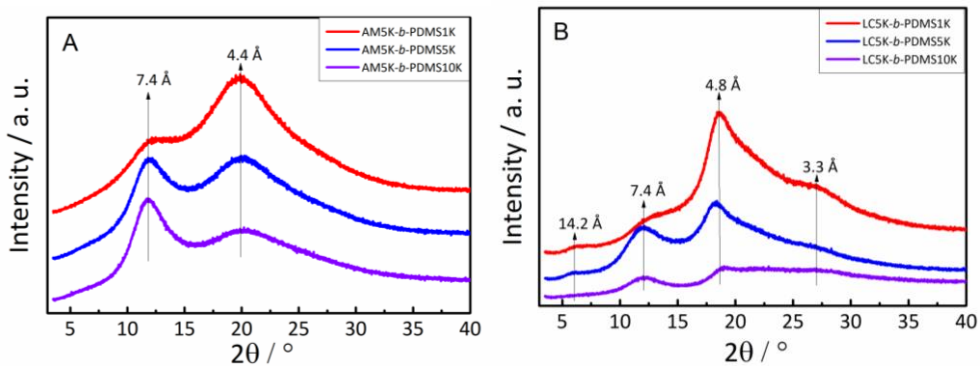 A
AM5K-b-PDMS1K
AM5K-b-PDMS5K
AM5K-b-PDMS10K
7.4 Å
4.4 Å
Intensity / a. u.
5 10 15 20 25 30 35 40
2θ / °
B
LC5K-b-PDMS1K
LC5K-b-PDMS5K
LC5K-b-PDMS10K
14.2 Å
7.4 Å
4.8 Å
3.3 Å
Intensity / a. u.
5 10 15 20 25 30 35 40
2θ / °